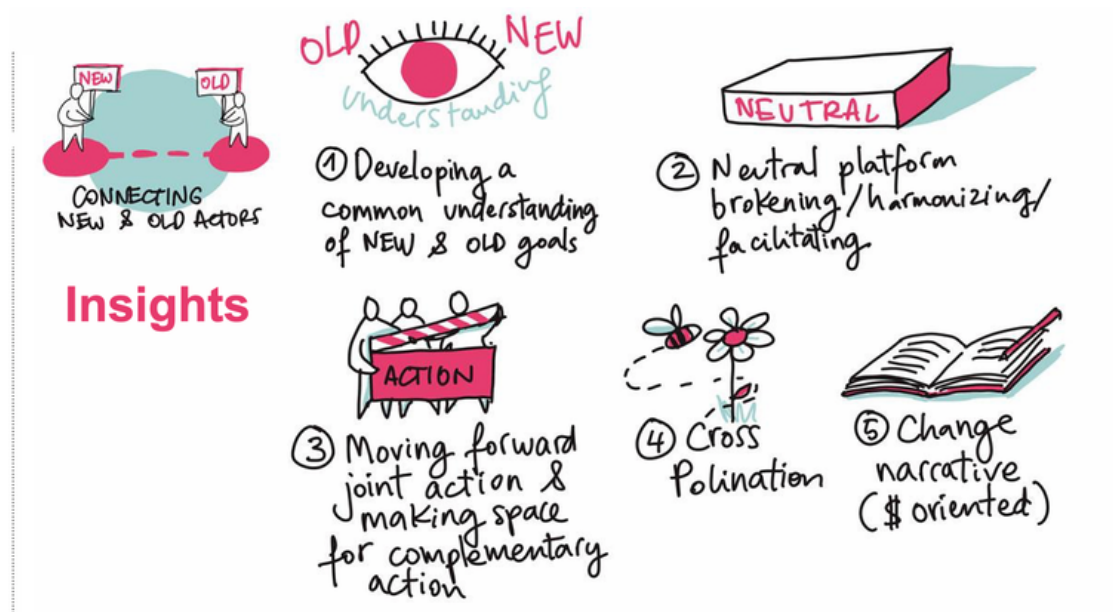 NEW
OLD
CONNECTING
NEW & OLD ACTORS
Insights
OLD NEW
understanding
① Developing a
common understanding
of NEW & OLD goals
NEUTRAL
② Neutral platform
brokening/harmonizing/
facilitating
ACTION
③ Moving forward
joint action &
making space
for complementary
action
④ Cross
Polination
⑤ Change
narrative
($ oriented)